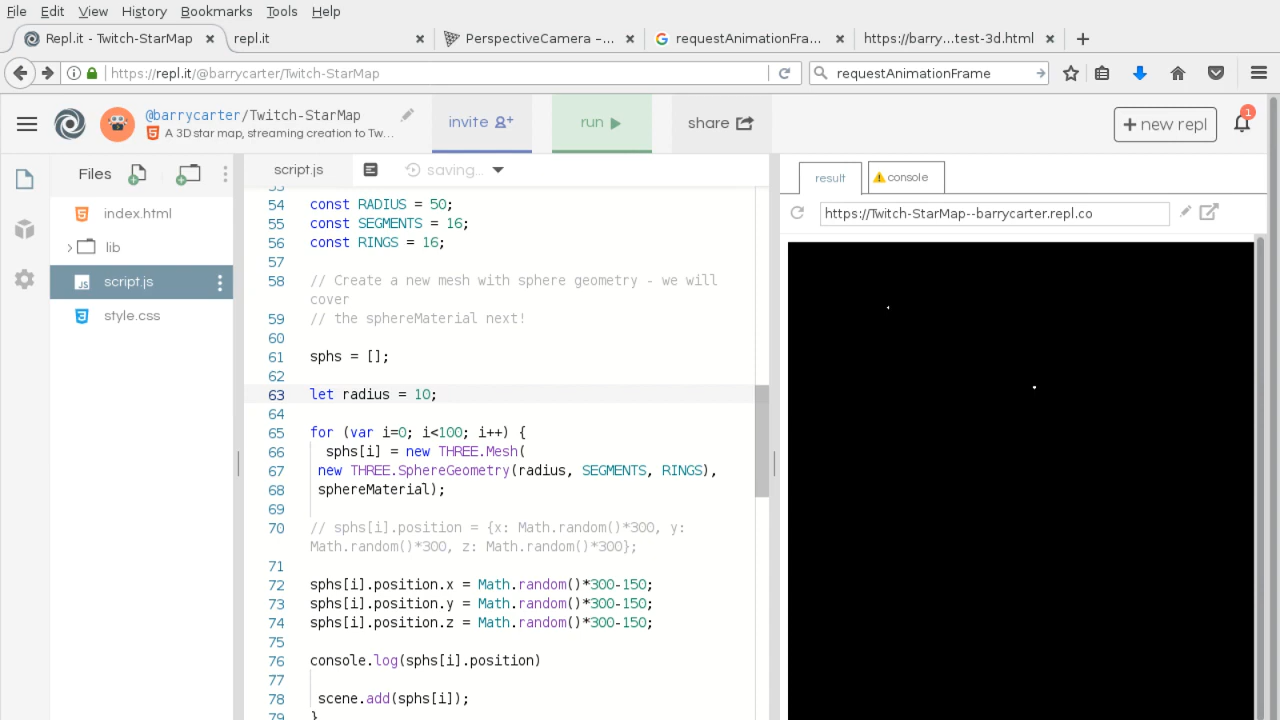 File Edit View History Bookmarks Tools Help
Repl.it - Twitch-StarMap × repl.it × PerspectiveCamera –... × requestAnimationFra... × https://barry...test-3d.html ×
https://repl.it/@barrycarter/Twitch-StarMap requestAnimationFrame
@barrycarter/Twitch-StarMap
A 3D star map, streaming creation to Tw...
invite
run
share
+ new repl
1
Files
index.html
lib
script.js
style.css
script.js saving...
54 const RADIUS = 50;
55 const SEGMENTS = 16;
56 const RINGS = 16;
57
58 // Create a new mesh with sphere geometry - we will
cover
59 // the sphereMaterial next!
60
61 sphs = [];
62
63 let radius = 10;
64
65 for (var i=0; i<100; i++) {
66 sphs[i] = new THREE.Mesh(
67 new THREE.SphereGeometry(radius, SEGMENTS, RINGS),
68 sphereMaterial);
69
70 // sphs[i].position = {x: Math.random()*300, y:
Math.random()*300, z: Math.random()*300};
71
72 sphs[i].position.x = Math.random()*300-150;
73 sphs[i].position.y = Math.random()*300-150;
74 sphs[i].position.z = Math.random()*300-150;
75
76 console.log(sphs[i].position)
77
78 scene.add(sphs[i]);
79 }
result console
https://Twitch-StarMap--barrycarter.repl.co